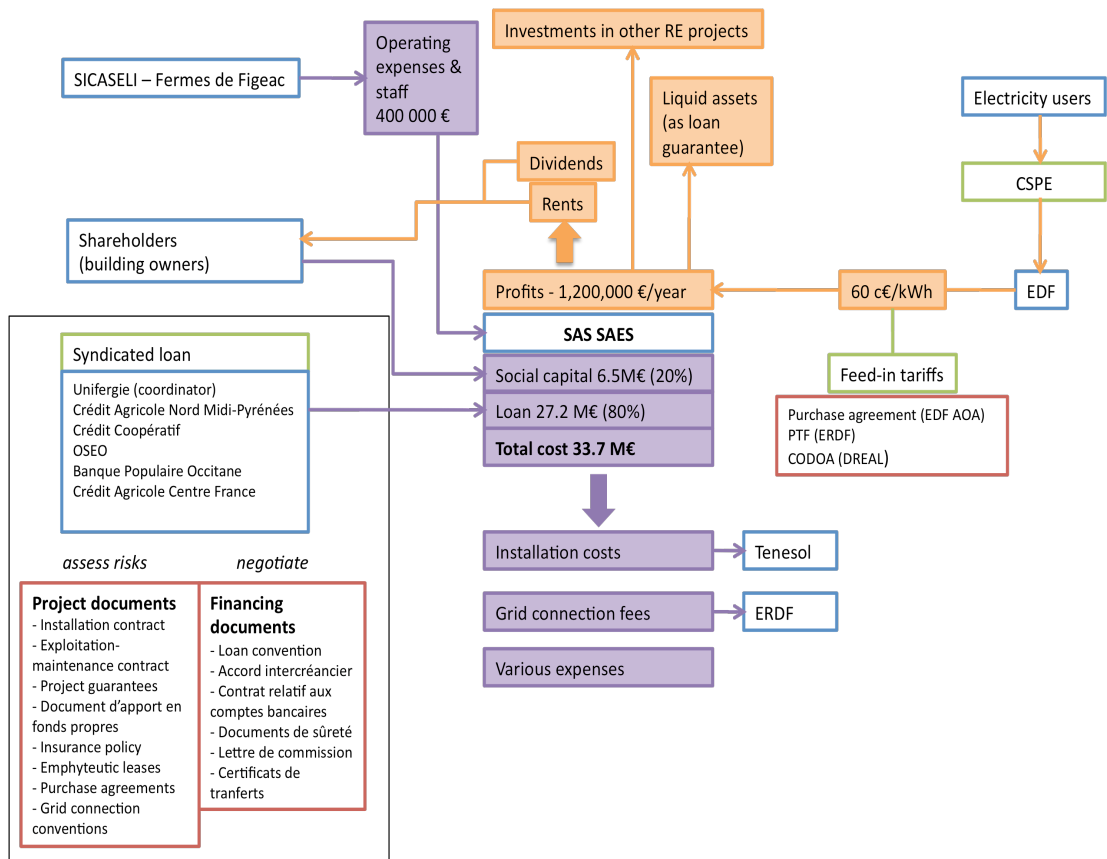 Investments in other RE projects
Operating
expenses &
staff
400 000 €
SICASELI – Fermes de Figeac
Liquid assets
(as loan
guarantee)
Electricity users
Dividends
CSPE
Rents
Shareholders
(building owners)
Profits - 1,200,000 €/year
60 c€/kWh
EDF
SAS SAES
Syndicated loan
Social capital 6.5M€ (20%)
Feed-in tariffs
Unifergie (coordinator)
Crédit Agricole Nord Midi-Pyrénées
Crédit Coopératif
OSEO
Banque Populaire Occitane
Crédit Agricole Centre France
Loan 27.2 M€ (80%)
Total cost 33.7 M€
Purchase agreement (EDF AOA)
PTF (ERDF)
CODOA (DREAL)
Installation costs
Tenesol
Grid connection fees
ERDF
Various expenses
assess risks
negotiate
Project documents
- Installation contract
- Exploitation-
maintenance contract
- Project guarantees
- Document d'apport en
fonds propres
- Insurance policy
- Emphyteutic leases
- Purchase agreements
- Grid connection
conventions
Financing
documents
- Loan convention
- Accord intercréancier
- Contrat relatif aux
comptes bancaires
- Documents de sûreté
- Lettre de commission
- Certificats de
tranferts